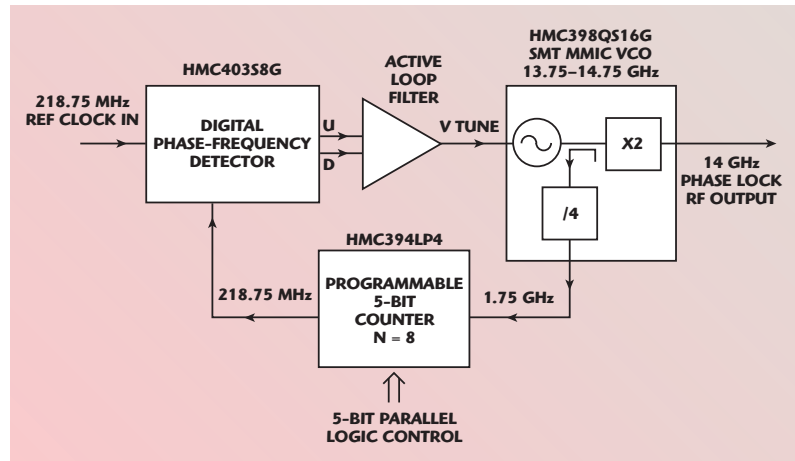 HMC398QS16G
SMT MMIC VCO
13.75–14.75 GHz
HMC403S8G
ACTIVE
LOOP
FILTER
218.75 MHz
REF CLOCK IN
DIGITAL
PHASE-FREQUENCY
DETECTOR
U
D
V TUNE
X2
14 GHz
PHASE LOCK
RF OUTPUT
/4
HMC394LP4
218.75 MHz
PROGRAMMABLE
5-BIT
COUNTER
N = 8
1.75 GHz
5-BIT PARALLEL
LOGIC CONTROL